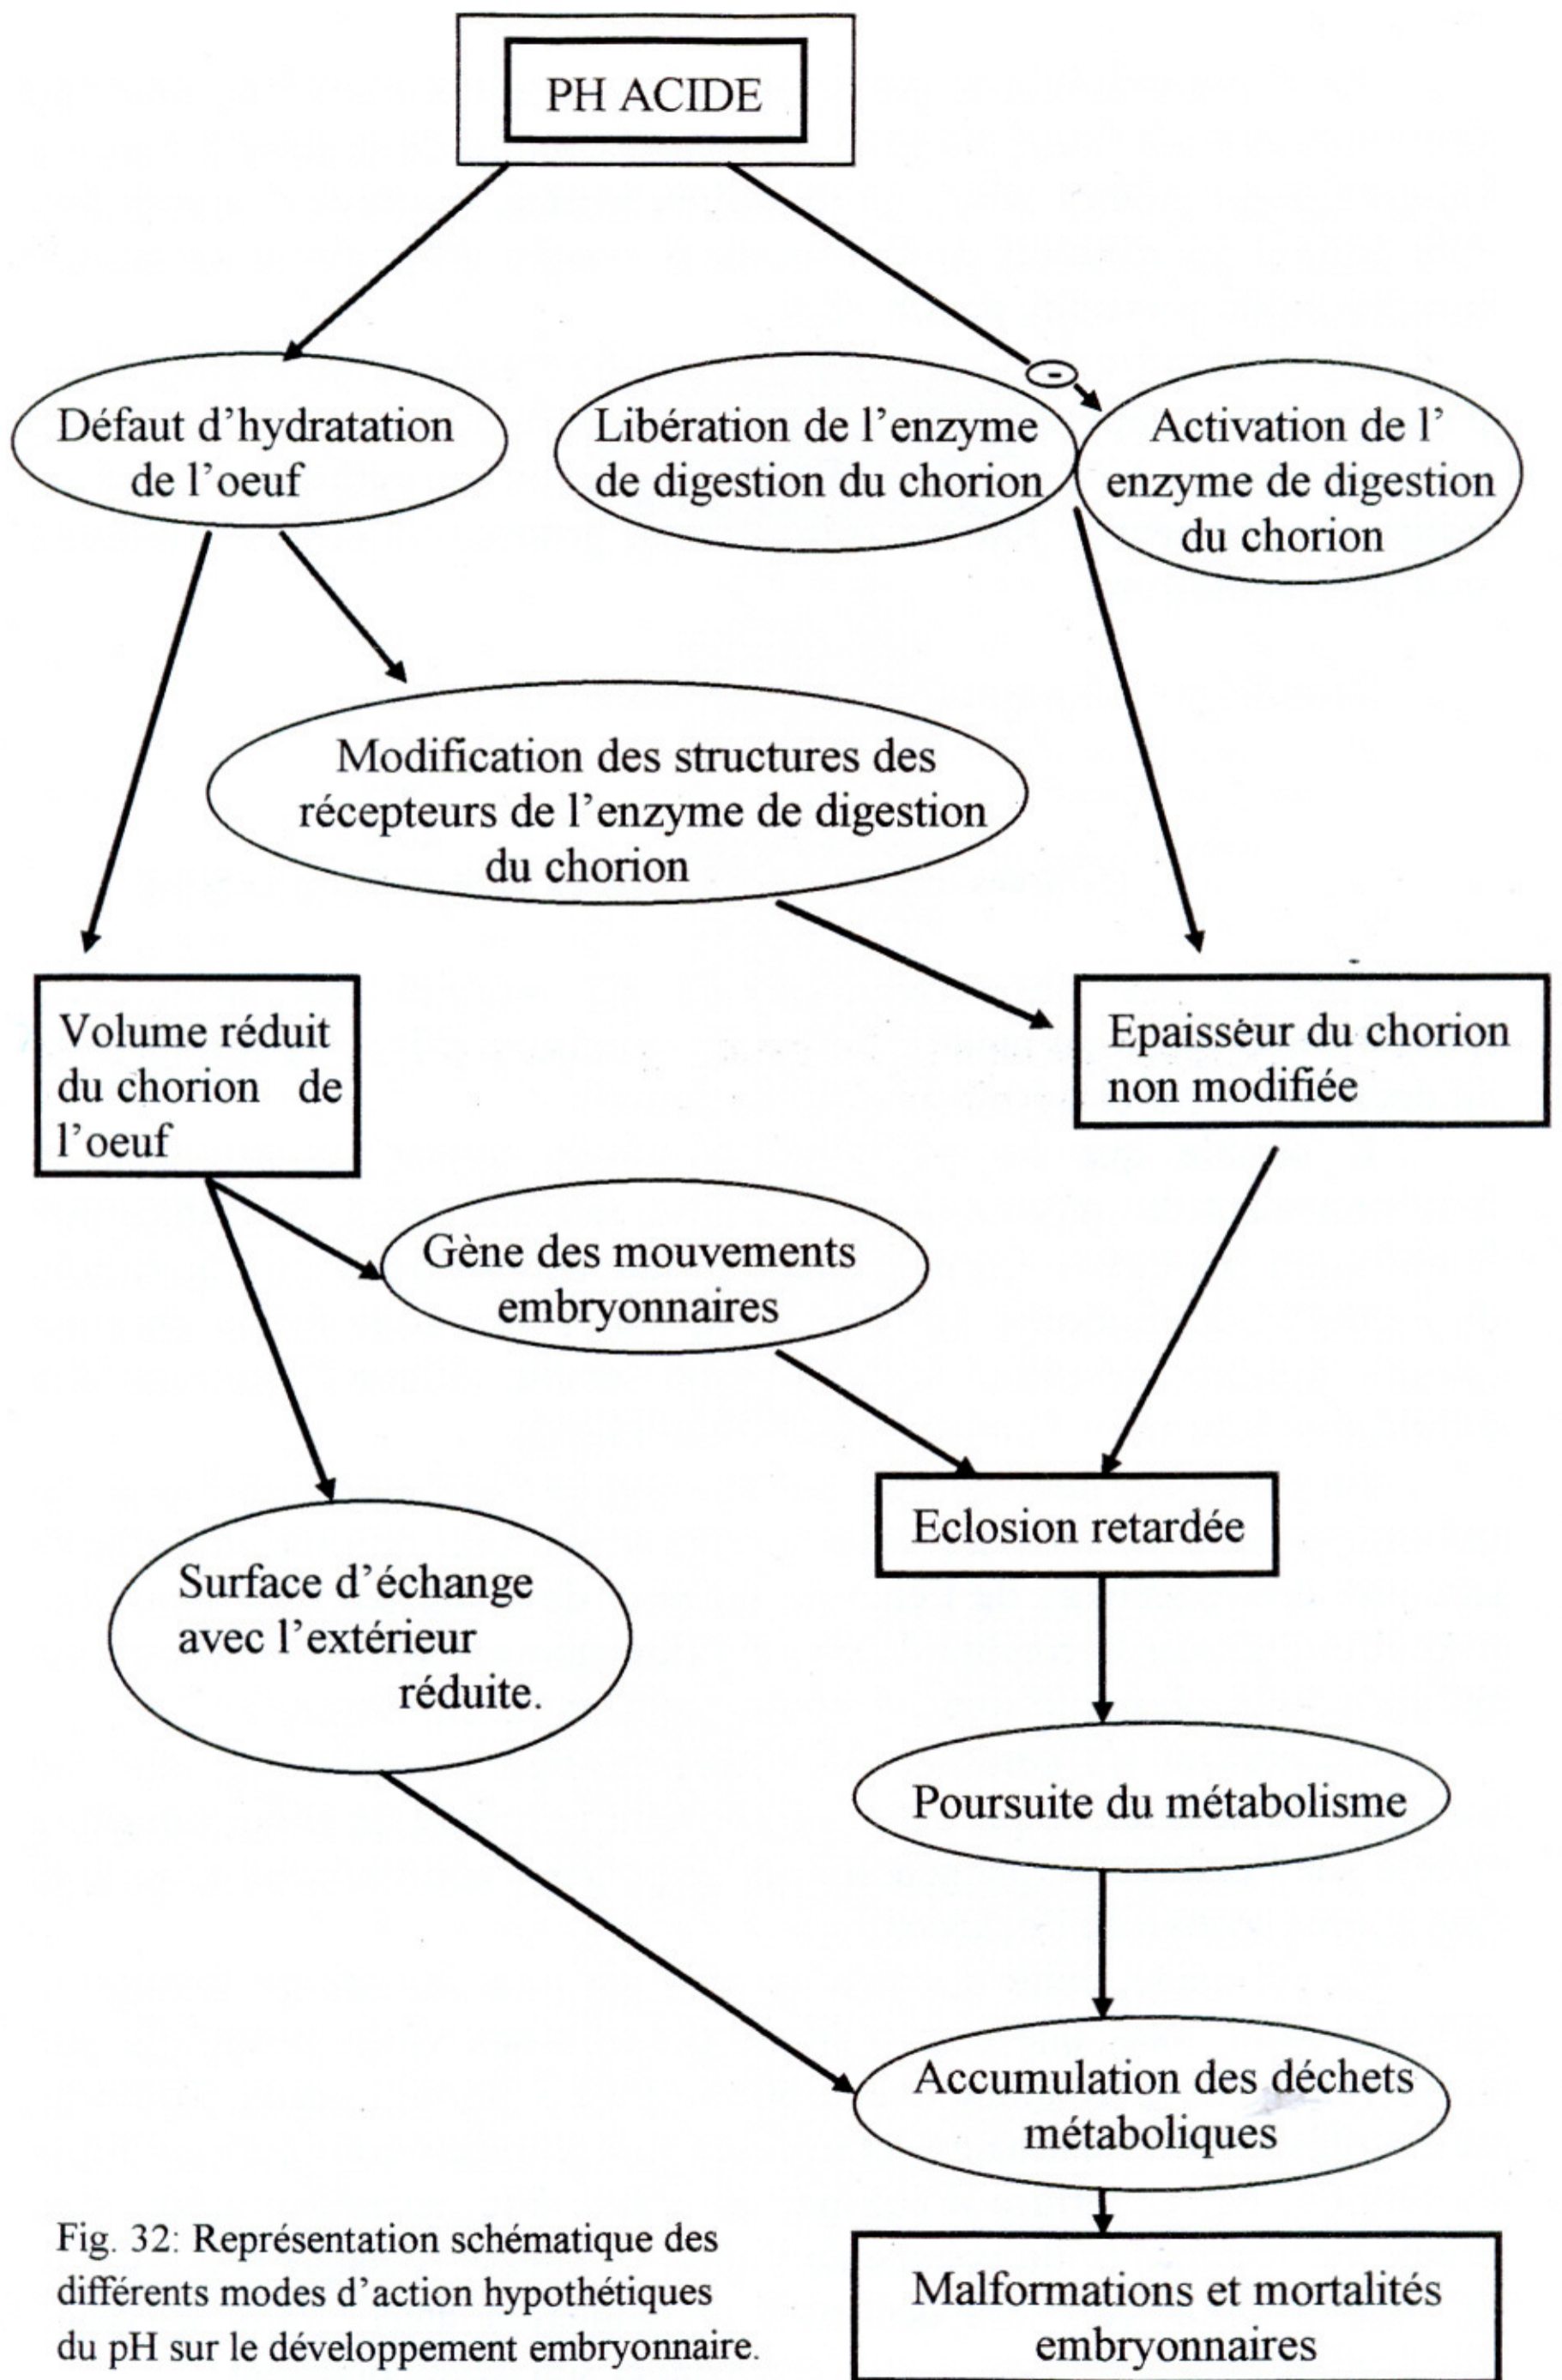 PH ACIDE
Défaut d'hydratation
de l'oeuf
Libération de l'enzyme
de digestion du chorion
Activation de l'
enzyme de digestion
du chorion
Modification des structures des
récepteurs de l'enzyme de digestion
du chorion
Volume réduit
du chorion de
l'oeuf
Epaisseur du chorion
non modifiée
Gène des mouvements
embryonnaires
Eclosion retardée
Surface d'échange
avec l'extérieur
réduite.
Poursuite du métabolisme
Accumulation des déchets
métaboliques
Malformations et mortalités
embryonnaires
Fig. 32: Représentation schématique des
différents modes d'action hypothétiques
du pH sur le développement embryonnaire.